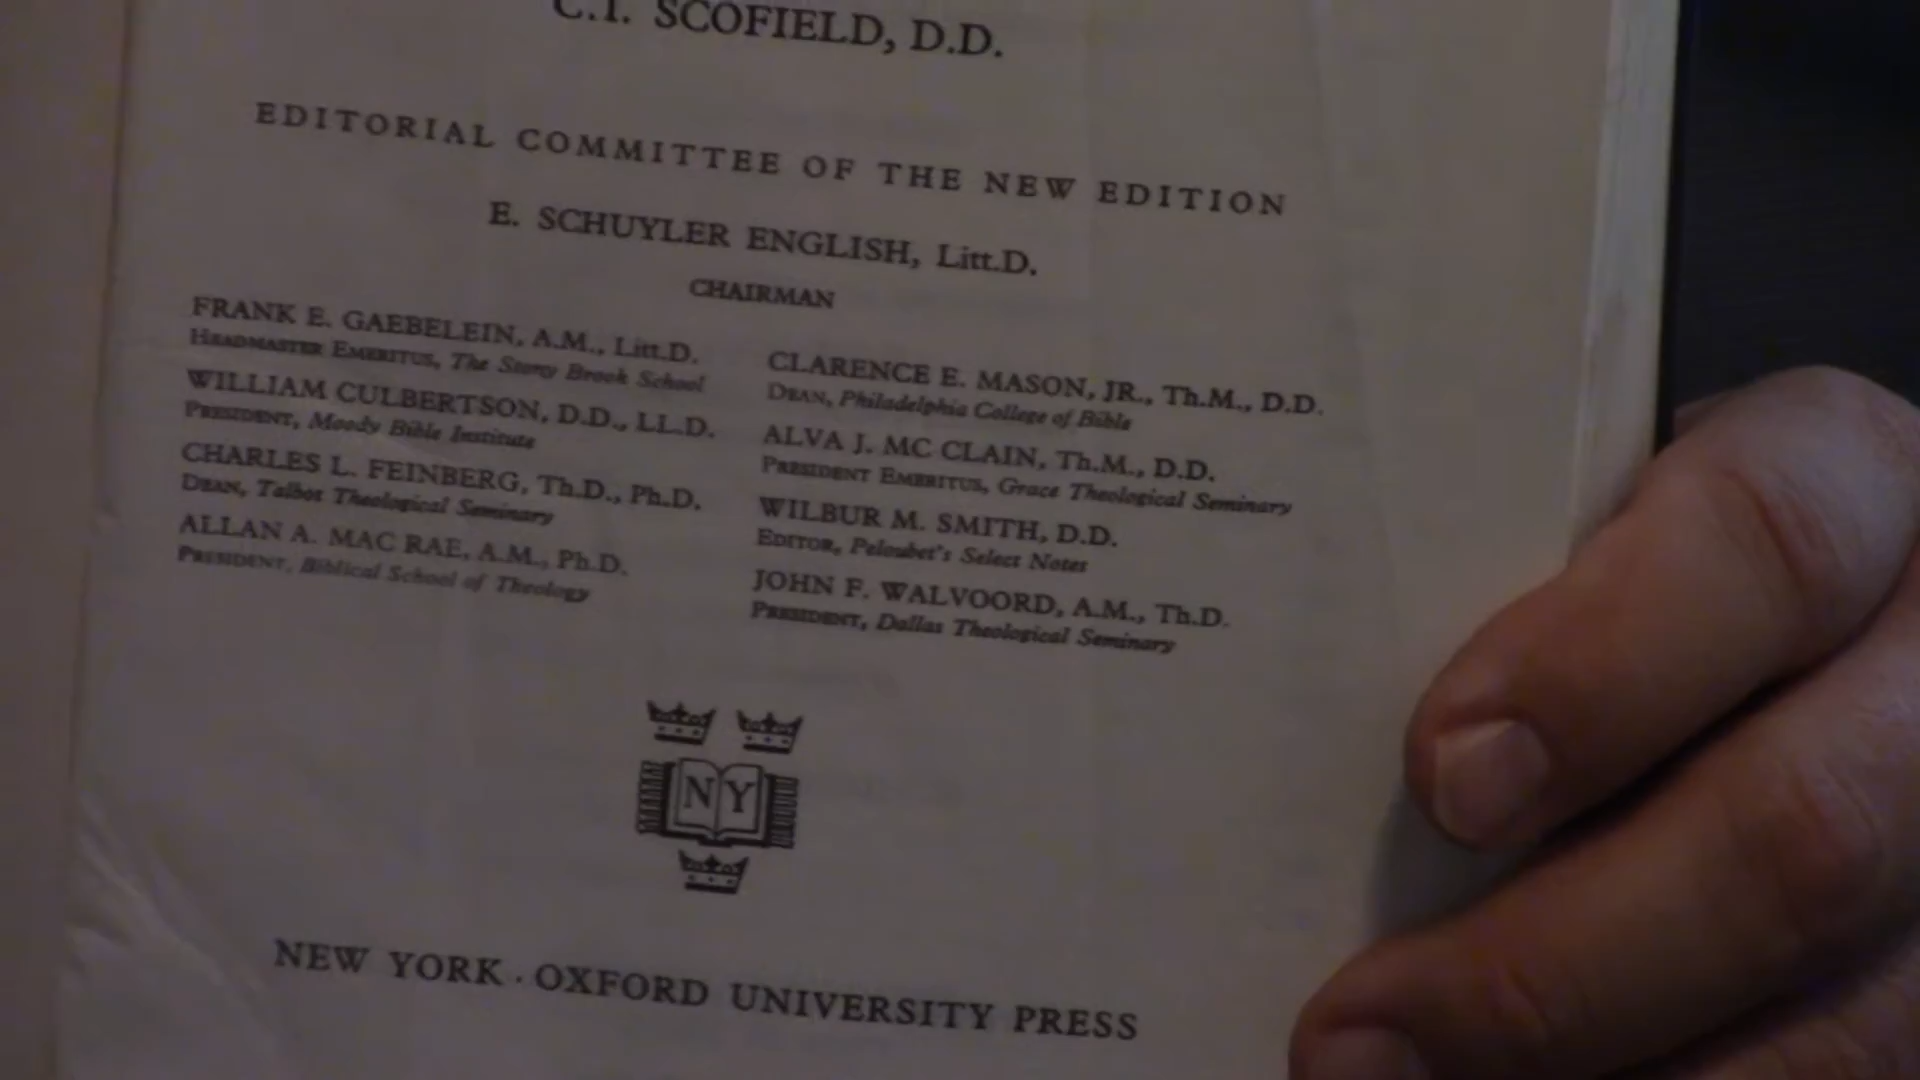 C.I. SCOFIELD, D.D.
EDITORIAL COMMITTEE OF THE NEW EDITION
E. SCHUYLER ENGLISH, Litt.D.
CHAIRMAN
FRANK E. GAEBELEIN, A.M., Litt.D.
HEADMASTER EMERITUS, The Stony Brook School
WILLIAM CULBERTSON, D.D., LL.D.
PRESIDENT, Moody Bible Institute
CHARLES L. FEINBERG, Th.D., Ph.D.
DEAN, Talbot Theological Seminary
ALLAN A. MAC RAE, A.M., Ph.D.
PRESIDENT, Biblical School of Theology
CLARENCE E. MASON, JR., Th.M., D.D.
DEAN, Philadelphia College of Bible
ALVA J. MC CLAIN, Th.M., D.D.
PRESIDENT EMERITUS, Grace Theological Seminary
WILBUR M. SMITH, D.D.
EDITOR, Peloubet's Select Notes
JOHN F. WALVOORD, A.M., Th.D.
PRESIDENT, Dallas Theological Seminary
N Y
NEW YORK · OXFORD UNIVERSITY PRESS